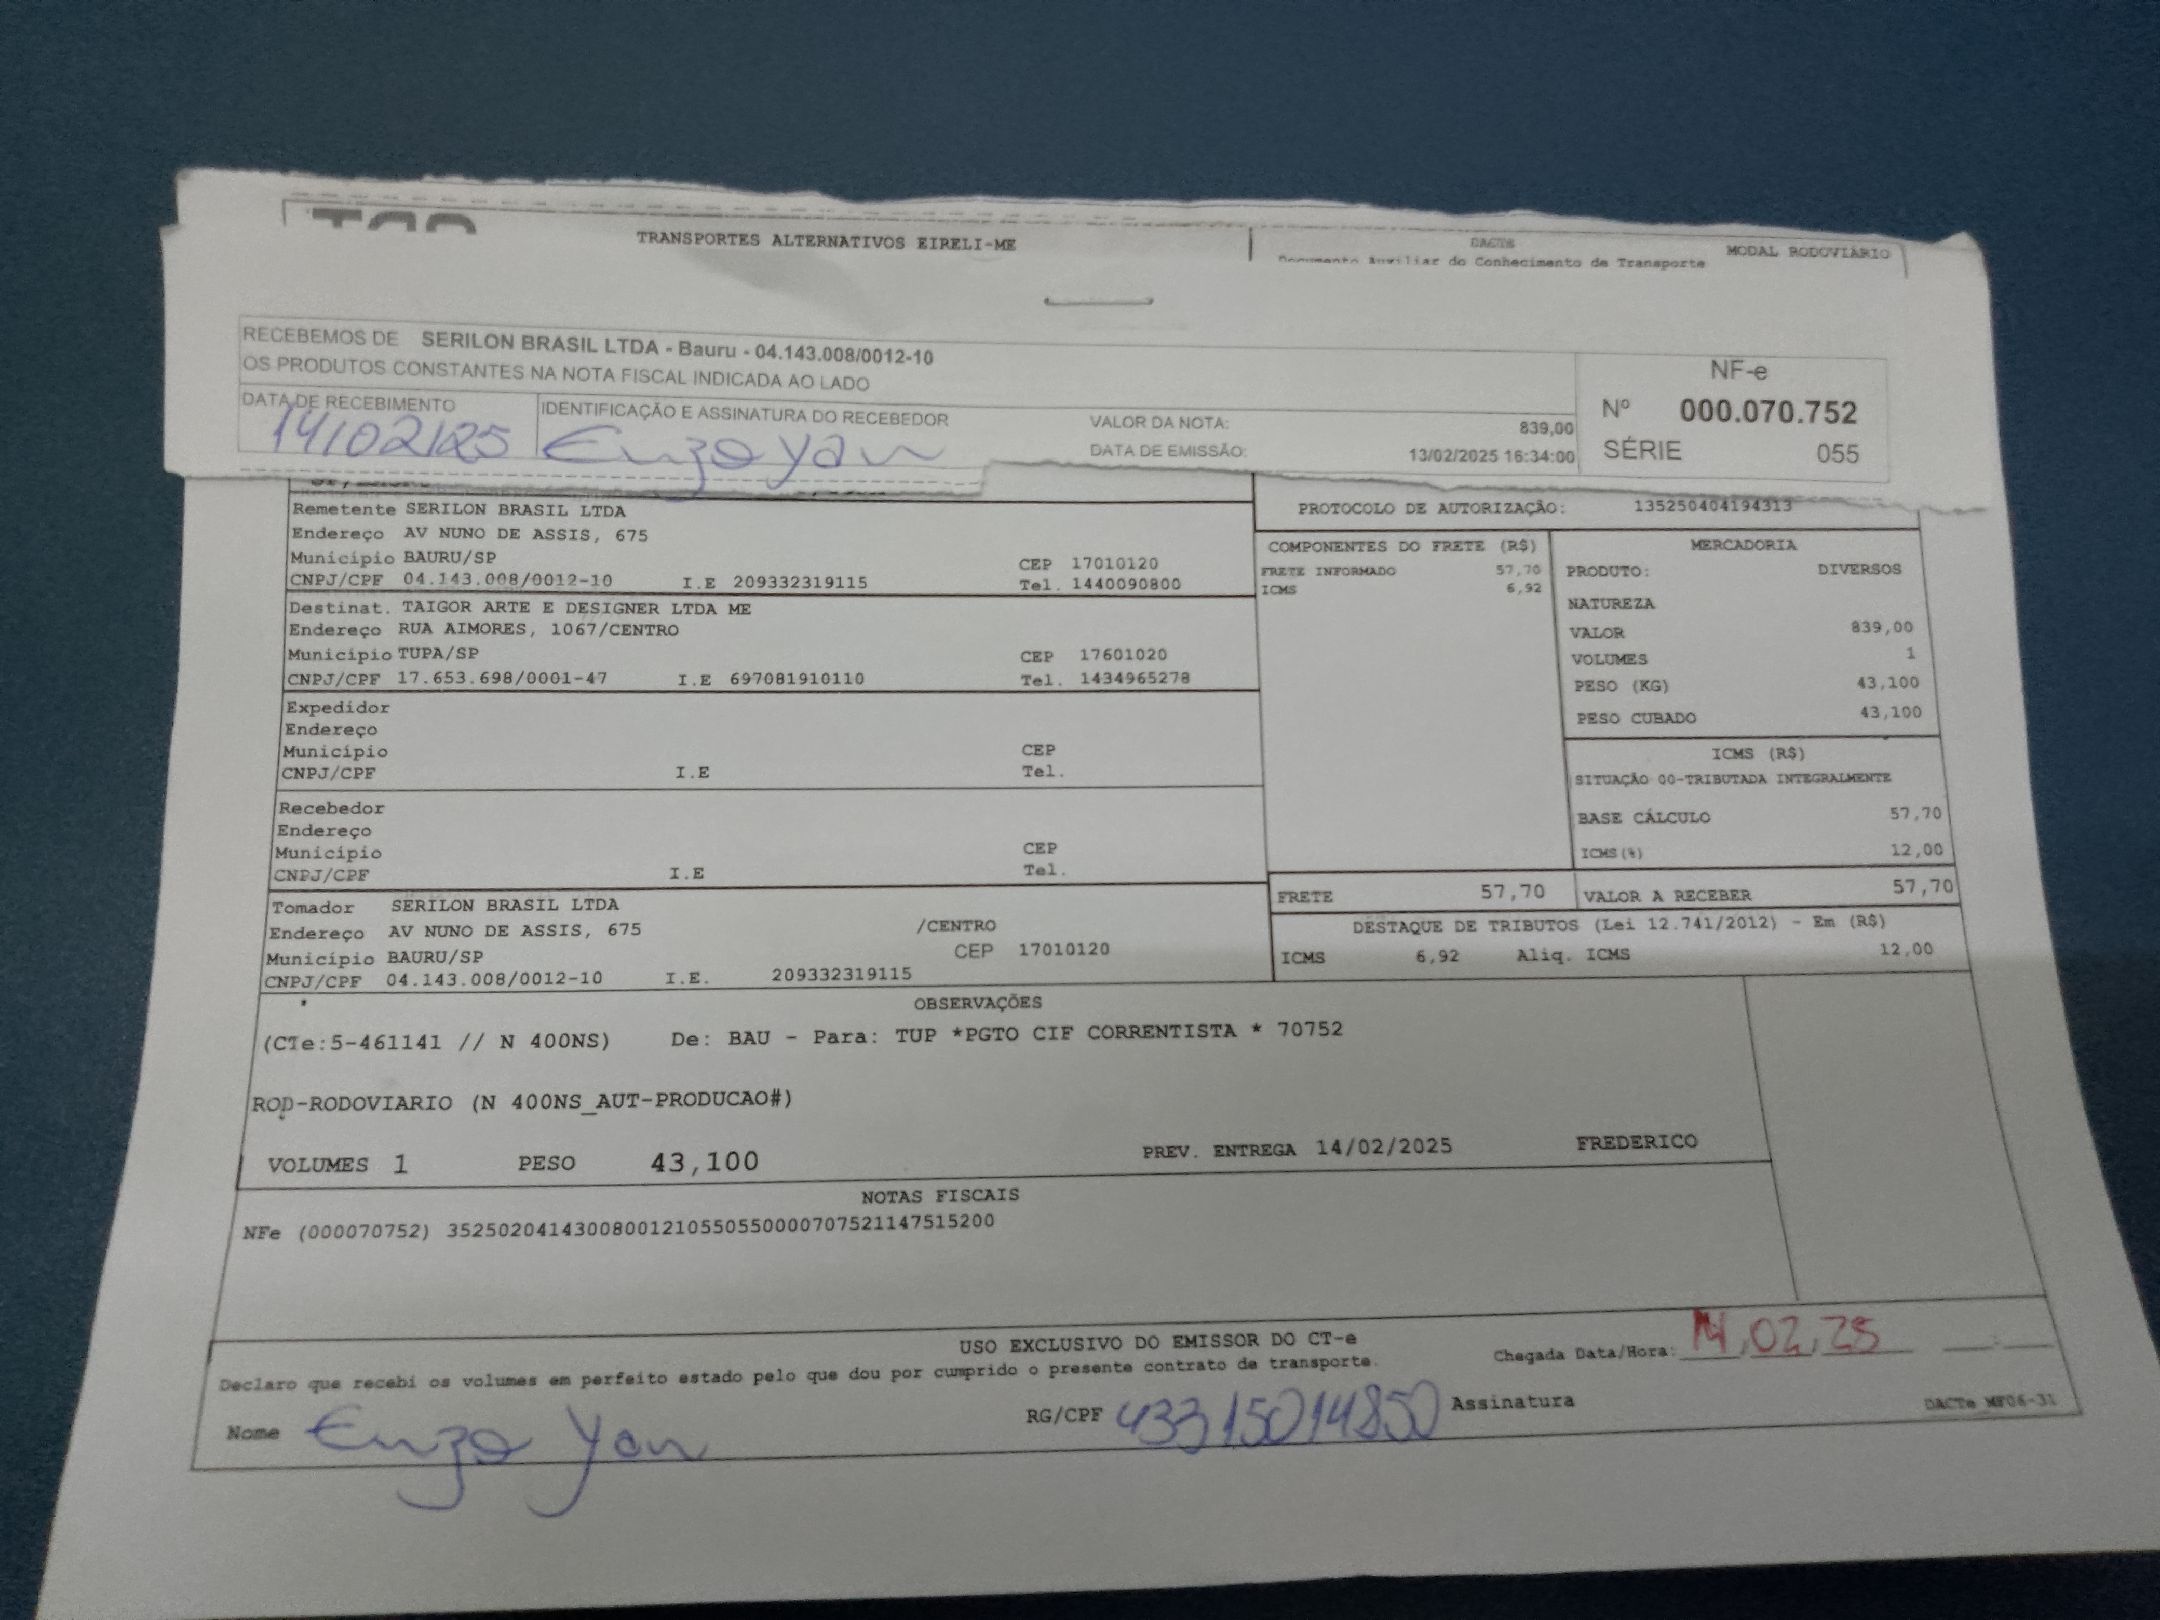 TRANSPORTES ALTERNATIVOS EIRELI-ME
DACTE
MODAL RODOVIÁRIO
Documento Auxiliar do Conhecimento de Transporte
RECEBEMOS DE SERILON BRASIL LTDA - Bauru - 04.143.008/0012-10
OS PRODUTOS CONSTANTES NA NOTA FISCAL INDICADA AO LADO
DATA DE RECEBIMENTO
14/02/25
IDENTIFICAÇÃO E ASSINATURA DO RECEBEDOR
Enzo Yan
VALOR DA NOTA: 839,00
DATA DE EMISSÃO: 13/02/2025 16:34:00
NF-e
Nº 000.070.752
SÉRIE 055
Remetente SERILON BRASIL LTDA
Endereço AV NUNO DE ASSIS, 675
Município BAURU/SP CEP 17010120
CNPJ/CPF 04.143.008/0012-10 I.E 209332319115 Tel. 1440090800
Destinat. TAIGOR ARTE E DESIGNER LTDA ME
Endereço RUA AIMORES, 1067/CENTRO
Município TUPA/SP CEP 17601020
CNPJ/CPF 17.653.698/0001-47 I.E 697081910110 Tel. 1434965278
Expedidor
Endereço
Município CEP
CNPJ/CPF I.E Tel.
Recebedor
Endereço
Município CEP
CNPJ/CPF I.E Tel.
Tomador SERILON BRASIL LTDA
Endereço AV NUNO DE ASSIS, 675 /CENTRO
Município BAURU/SP CEP 17010120
CNPJ/CPF 04.143.008/0012-10 I.E. 209332319115
PROTOCOLO DE AUTORIZAÇÃO: 135250404194313
COMPONENTES DO FRETE (R$)
FRETE INFORMADO 57,70
ICMS 6,92
MERCADORIA
PRODUTO: DIVERSOS
NATUREZA
VALOR 839,00
VOLUMES 1
PESO (KG) 43,100
PESO CUBADO 43,100
ICMS (R$)
SITUAÇÃO 00-TRIBUTADA INTEGRALMENTE
BASE CÁLCULO 57,70
ICMS(%) 12,00
FRETE 57,70 VALOR A RECEBER 57,70
DESTAQUE DE TRIBUTOS (Lei 12.741/2012) - Em (R$)
ICMS 6,92 Aliq. ICMS 12,00
OBSERVAÇÕES
(CTe:5-461141 // N 400NS) De: BAU - Para: TUP *PGTO CIF CORRENTISTA * 70752
ROD-RODOVIARIO (N 400NS_AUT-PRODUCAO#)
VOLUMES 1 PESO 43,100 PREV. ENTREGA 14/02/2025 FREDERICO
NOTAS FISCAIS
NFe (000070752) 35250204143008001210550550000707521147515200
USO EXCLUSIVO DO EMISSOR DO CT-e
Declaro que recebi os volumes em perfeito estado pelo que dou por cumprido o presente contrato de transporte.
Chegada Data/Hora: 14,02,25
Nome Enzo Yan RG/CPF 43315014850 Assinatura
DACTe MF06-31